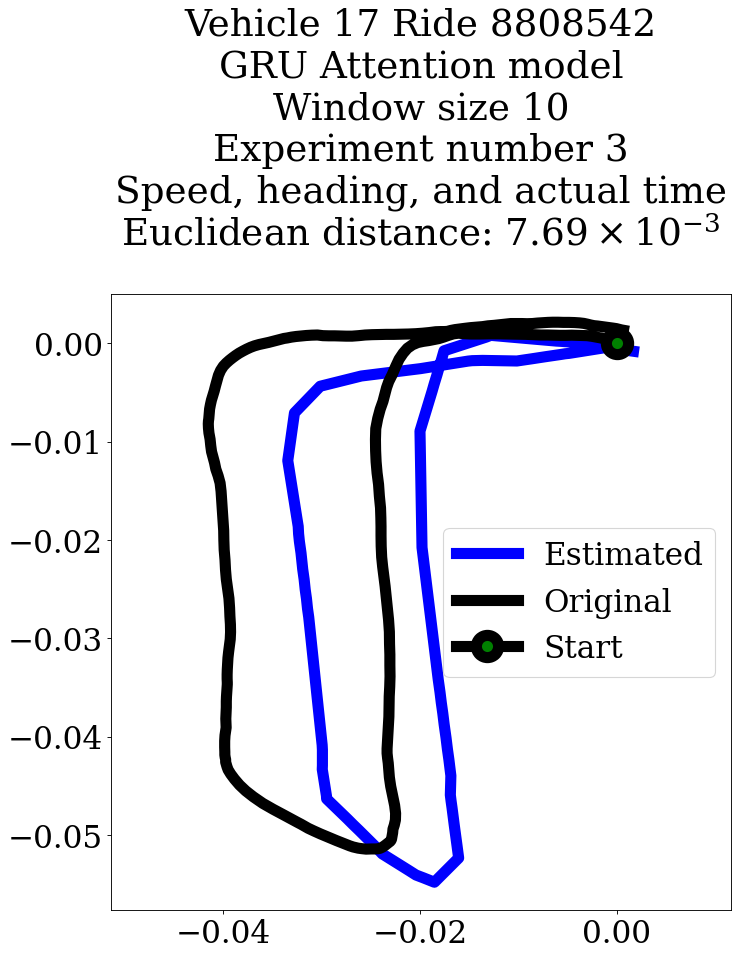 Vehicle 17 Ride 8808542
GRU Attention model
Window size 10
Experiment number 3
Speed, heading, and actual time
Euclidean distance: 7.69 × 10⁻³
0.00
−0.01
−0.02
−0.03
−0.04
−0.05
Estimated
Original
Start
−0.04
−0.02
0.00